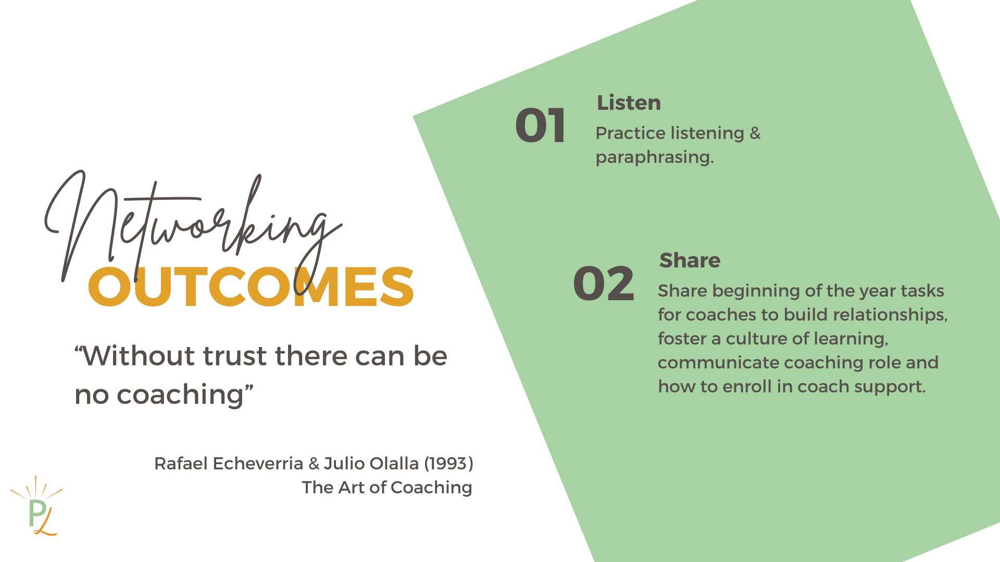 Networking
OUTCOMES
“Without trust there can be
no coaching”
Rafael Echeverria & Julio Olalla (1993)
The Art of Coaching
PL
01
Listen
Practice listening &
paraphrasing.
02
Share
Share beginning of the year tasks
for coaches to build relationships,
foster a culture of learning,
communicate coaching role and
how to enroll in coach support.